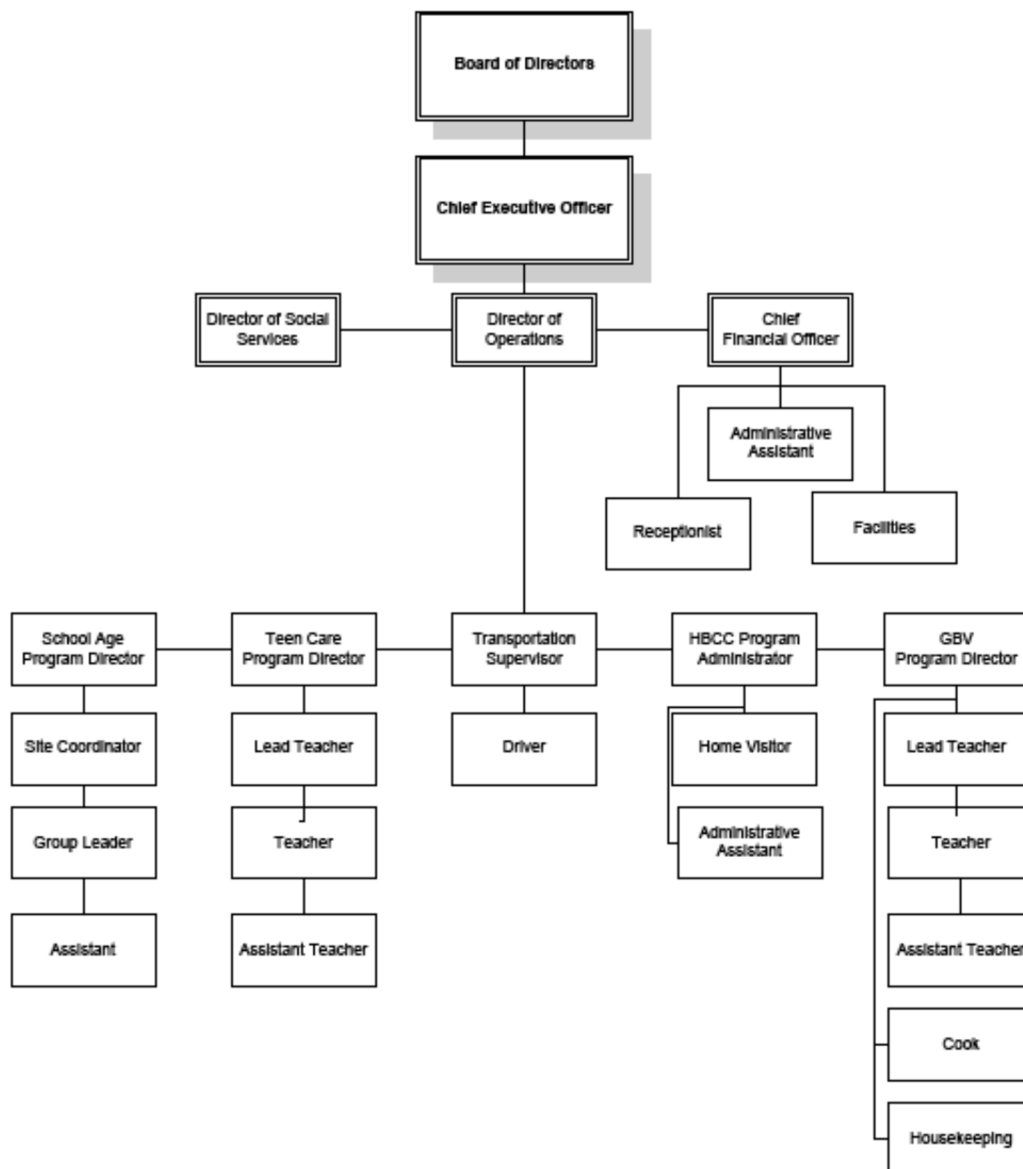 Board of Directors
Chief Executive Officer
Director of Social
Services
Director of
Operations
Chief
Financial Officer
Administrative
Assistant
Receptionist
Facilities
School Age
Program Director
Teen Care
Program Director
Transportation
Supervisor
HBCC Program
Administrator
GBV
Program Director
Site Coordinator
Lead Teacher
Driver
Home Visitor
Lead Teacher
Group Leader
Teacher
Administrative
Assistant
Teacher
Assistant
Assistant Teacher
Assistant Teacher
Cook
Housekeeping